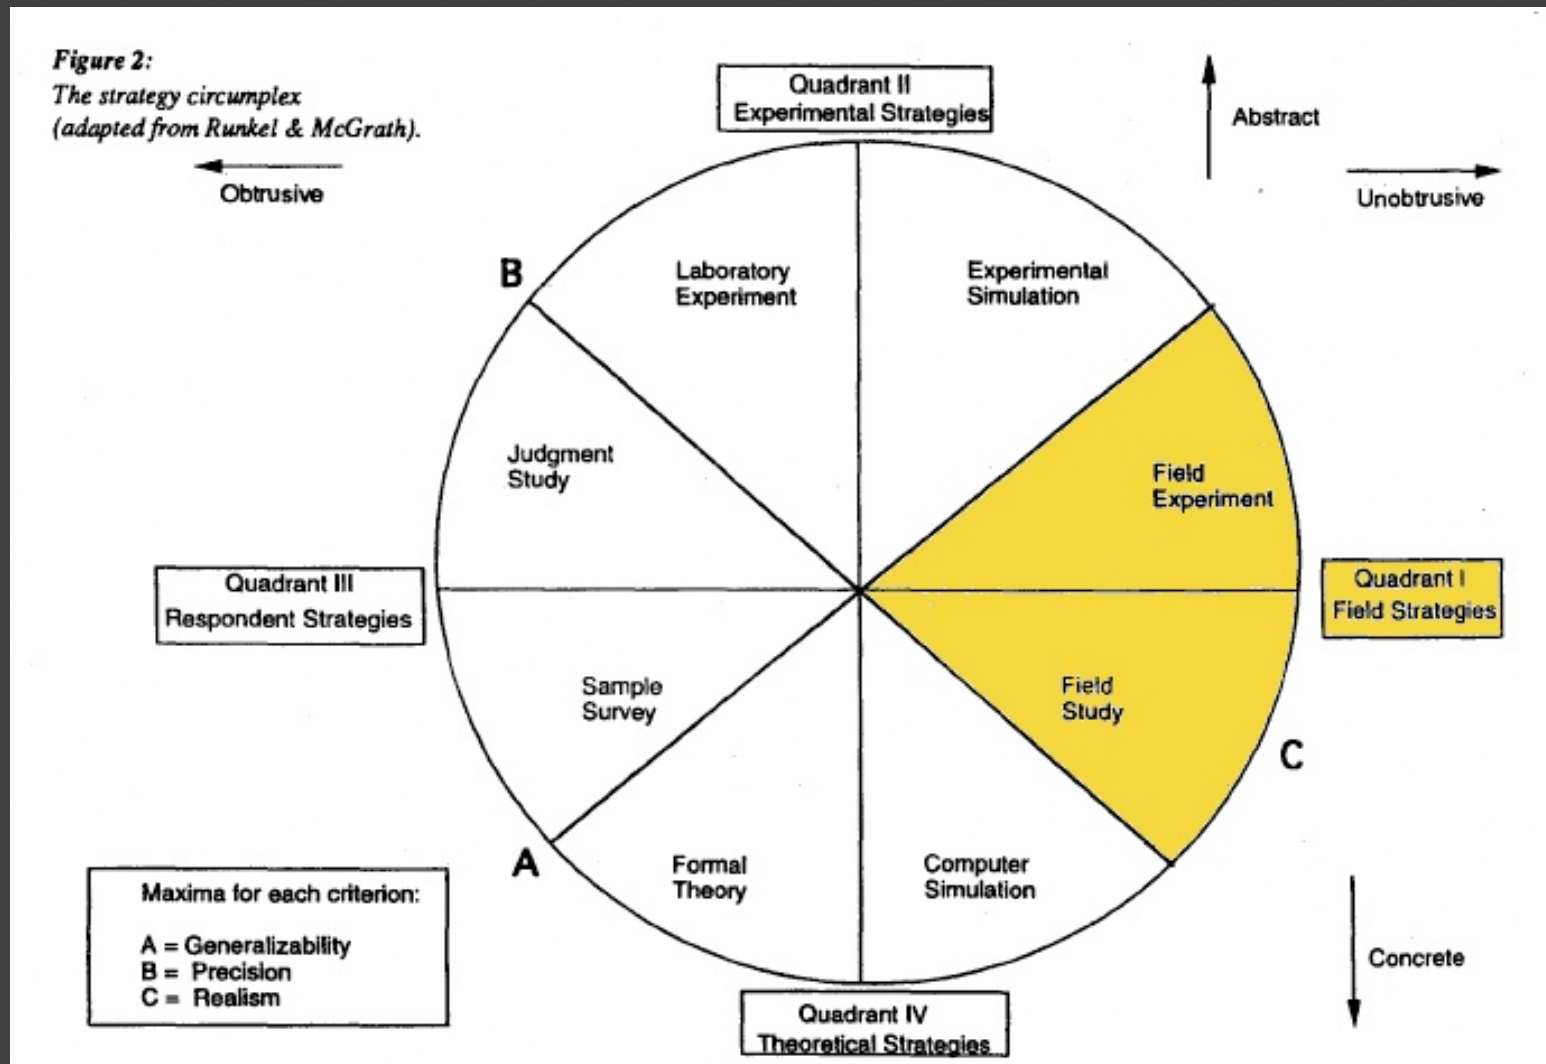 Figure 2:
The strategy circumplex
(adapted from Runkel & McGrath).
Obtrusive
Quadrant II
Experimental Strategies
Abstract
Unobtrusive
B
Laboratory
Experiment
Experimental
Simulation
Judgment
Study
Field
Experiment
Quadrant III
Respondent Strategies
Quadrant I
Field Strategies
Sample
Survey
Field
Study
C
A
Formal
Theory
Computer
Simulation
Maxima for each criterion:
A = Generalizability
B = Precision
C = Realism
Concrete
Quadrant IV
Theoretical Strategies